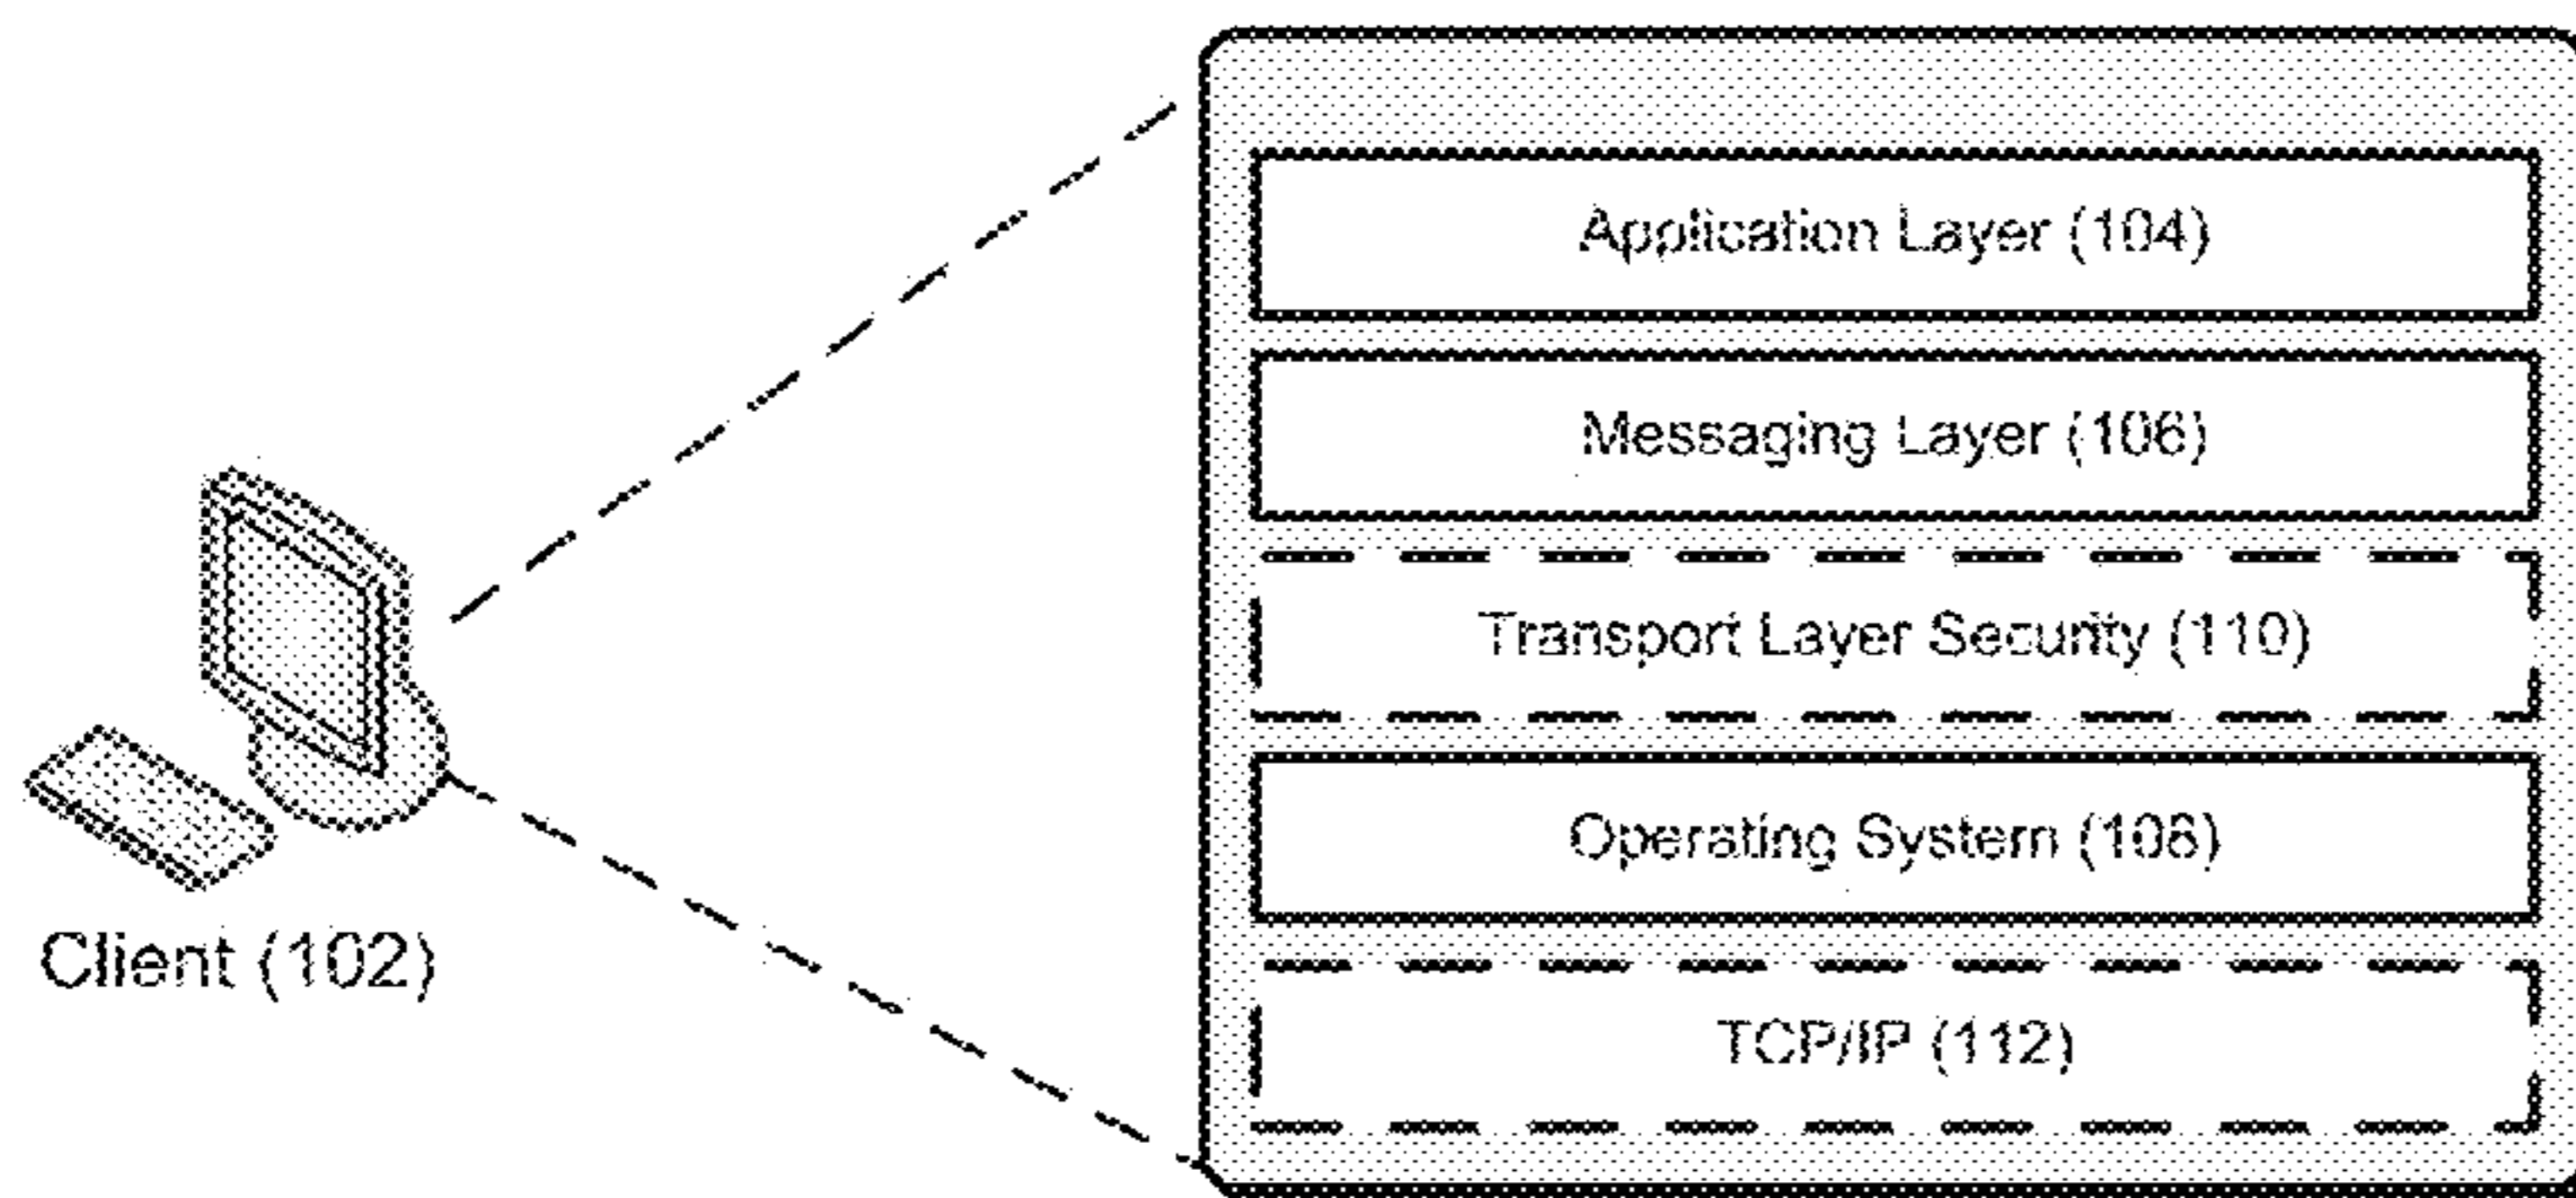 Application Layer (104)
Messaging Layer (106)
Transport Layer Security (110)
Operating System (108)
TCP/IP (112)
Client (102)